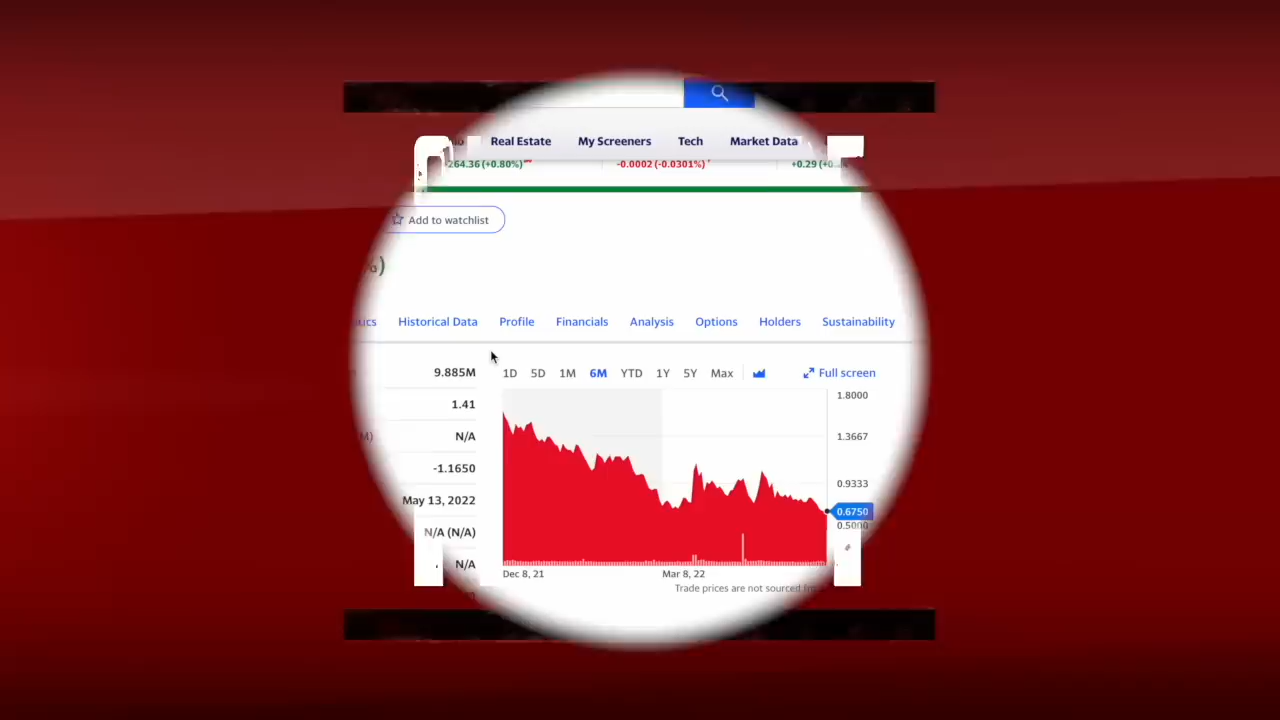 Real Estate My Screeners Tech Market Data
264.36 (+0.80%) -0.0002 (-0.0301%) +0.29
Add to watchlist
%)
Historical Data Profile Financials Analysis Options Holders Sustainability
9.885M 1D 5D 1M 6M YTD 1Y 5Y Max Full screen
1.8000
1.41
N/A 1.3667
-1.1650
0.9333
May 13, 2022
0.6750
0.5000
N/A (N/A)
N/A
Dec 8, 21 Mar 8, 22
Trade prices are not sourced